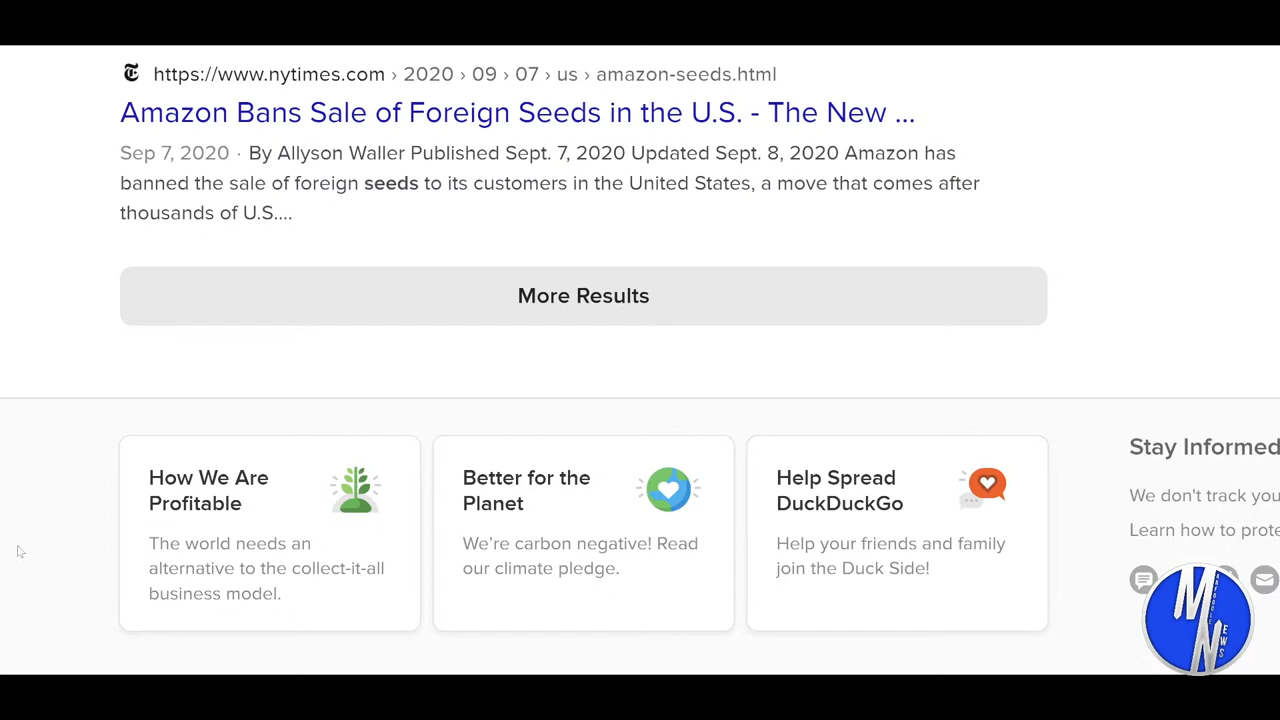 https://www.nytimes.com › 2020 › 09 › 07 › us › amazon-seeds.html
Amazon Bans Sale of Foreign Seeds in the U.S. - The New ...
Sep 7, 2020 · By Allyson Waller Published Sept. 7, 2020 Updated Sept. 8, 2020 Amazon has
banned the sale of foreign seeds to its customers in the United States, a move that comes after
thousands of U.S....
More Results
How We Are
Profitable
The world needs an
alternative to the collect-it-all
business model.
Better for the
Planet
We're carbon negative! Read
our climate pledge.
Help Spread
DuckDuckGo
Help your friends and family
join the Duck Side!
Stay Informed
We don't track you
Learn how to prote